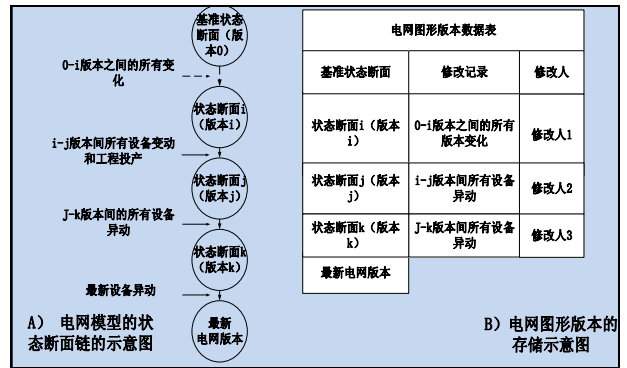 基准状态
断面（版
本0）
0-i版本之间的所有变
化
状态断面i
（版本i）
i-j版本间所有设备变动
和工程投产
状态断面j
（版本j）
J-k版本间的所有设备
异动
状态断面k
（版本k）
最新设备异动
最新
电网版本
A） 电网模型的状
态断面链的示意图
电网图形版本数据表
基准状态断面
修改记录
修改人
状态断面i（版本
i）
0-i版本之间的所有
版本变化
修改人1
状态断面j（版本
j）
i-j版本间所有设备
异动
修改人2
状态断面k（版本
k）
J-k版本间所有设备
异动
修改人3
最新电网版本
B）电网图形版本的
存储示意图